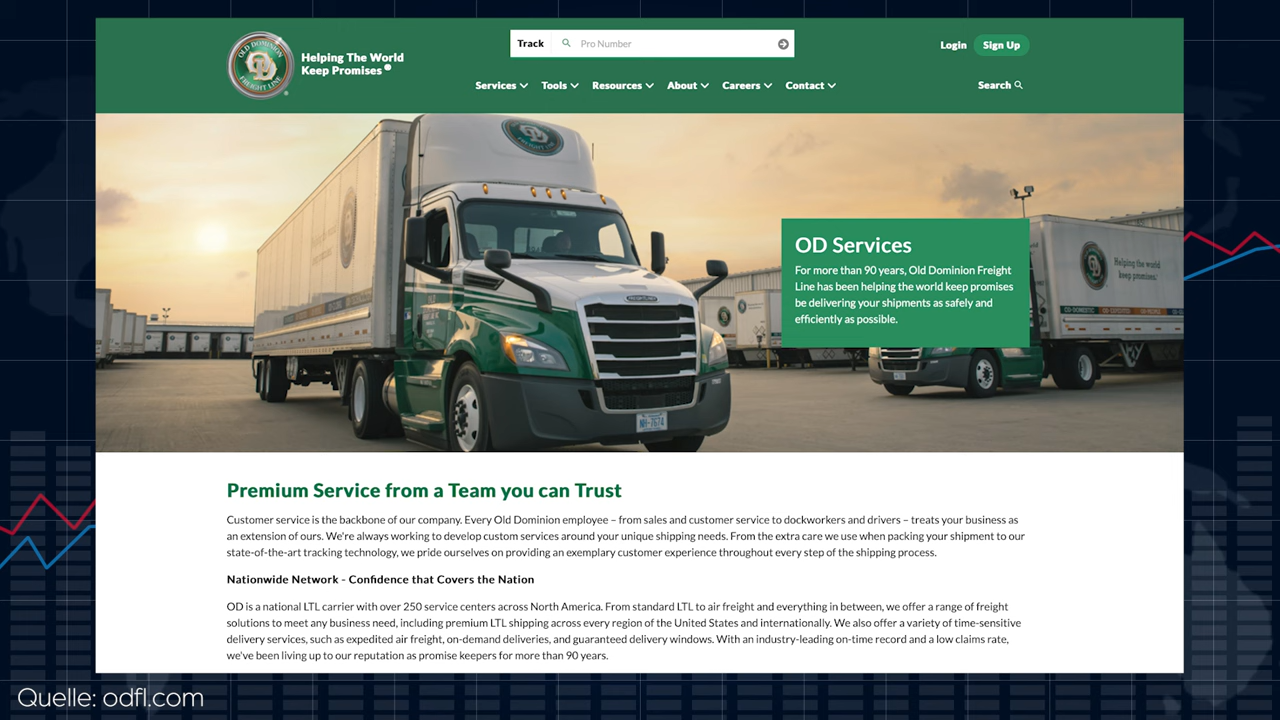 OLD DOMINION
FREIGHT LINE
Helping The World
Keep Promises
Track
Pro Number
Login
Sign Up
Services
Tools
Resources
About
Careers
Contact
Search
OD Services
For more than 90 years, Old Dominion Freight
Line has been helping the world keep promises
be delivering your shipments as safely and
efficiently as possible.
Helping the world
keep promises.
FREIGHTLINER
NH-7674
Premium Service from a Team you can Trust
Customer service is the backbone of our company. Every Old Dominion employee – from sales and customer service to dockworkers and drivers – treats your business as
an extension of ours. We're always working to develop custom services around your unique shipping needs. From the extra care we use when packing your shipment to our
state-of-the-art tracking technology, we pride ourselves on providing an exemplary customer experience throughout every step of the shipping process.
Nationwide Network - Confidence that Covers the Nation
OD is a national LTL carrier with over 250 service centers across North America. From standard LTL to air freight and everything in between, we offer a range of freight
solutions to meet any business need, including premium LTL shipping across every region of the United States and internationally. We also offer a variety of time-sensitive
delivery services, such as expedited air freight, on-demand deliveries, and guaranteed delivery windows. With an industry-leading on-time record and a low claims rate,
we've been living up to our reputation as promise keepers for more than 90 years.
Quelle: odfl.com